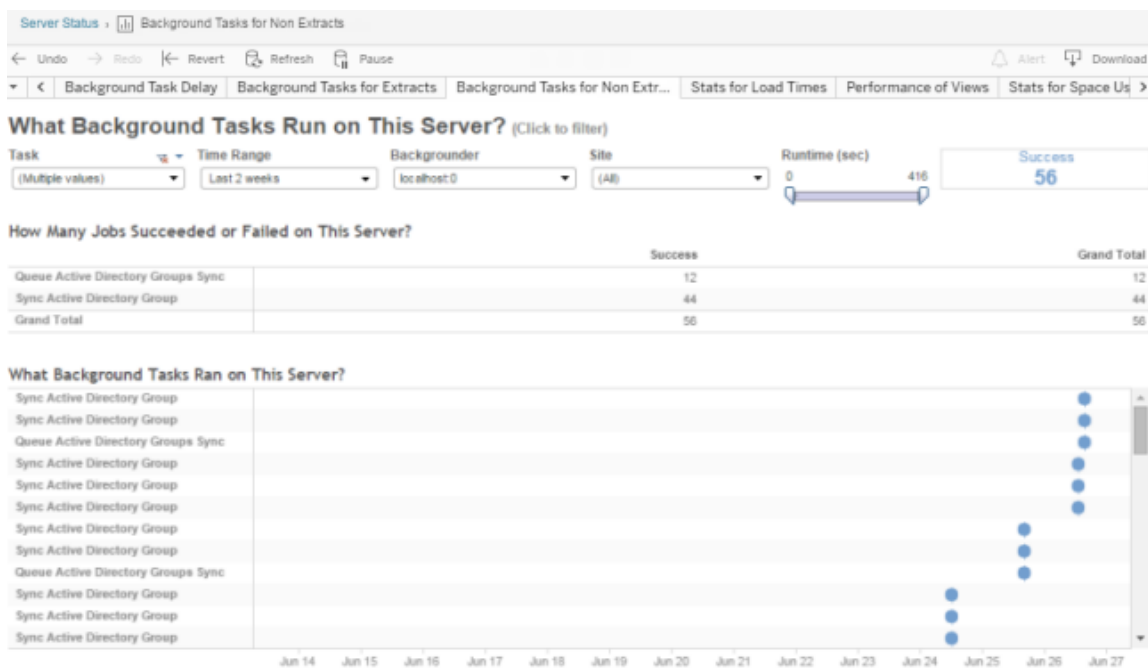 Server Status › Background Tasks for Non Extracts
← Undo → Redo |← Revert Refresh Pause Alert Download
Background Task Delay Background Tasks for Extracts Background Tasks for Non Extr... Stats for Load Times Performance of Views Stats for Space Us
What Background Tasks Run on This Server? (Click to filter)
Task Time Range Backgrounder Site Runtime (sec) Success
(Multiple values) Last 2 weeks localhost:0 (All) 0 416 56
How Many Jobs Succeeded or Failed on This Server?
Success Grand Total
Queue Active Directory Groups Sync 12 12
Sync Active Directory Group 44 44
Grand Total 56 56
What Background Tasks Ran on This Server?
Sync Active Directory Group
Sync Active Directory Group
Queue Active Directory Groups Sync
Sync Active Directory Group
Sync Active Directory Group
Sync Active Directory Group
Sync Active Directory Group
Sync Active Directory Group
Queue Active Directory Groups Sync
Sync Active Directory Group
Sync Active Directory Group
Sync Active Directory Group
Jun 14 Jun 15 Jun 16 Jun 17 Jun 18 Jun 19 Jun 20 Jun 21 Jun 22 Jun 23 Jun 24 Jun 25 Jun 26 Jun 27